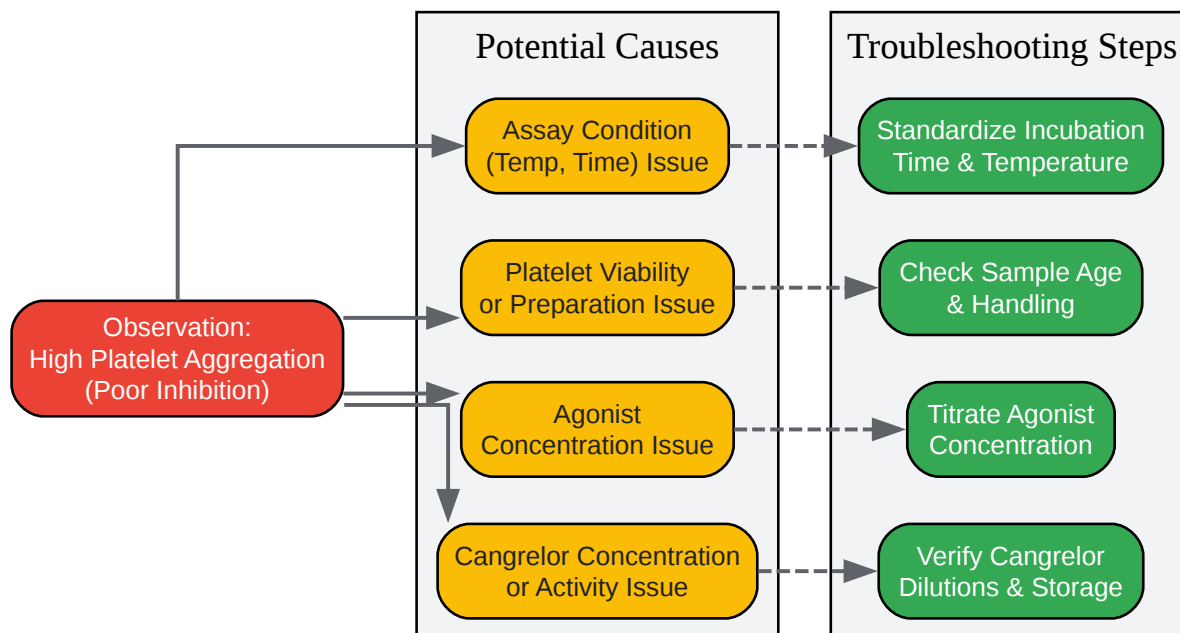 Potential Causes
Troubleshooting Steps
Assay Condition
(Temp, Time) Issue
Standardize Incubation
Time & Temperature
Platelet Viability
or Preparation Issue
Check Sample Age
& Handling
Observation:
High Platelet Aggregation
(Poor Inhibition)
Agonist
Concentration Issue
Titrate Agonist
Concentration
Cangrelor Concentration
or Activity Issue
Verify Cangrelor
Dilutions & Storage